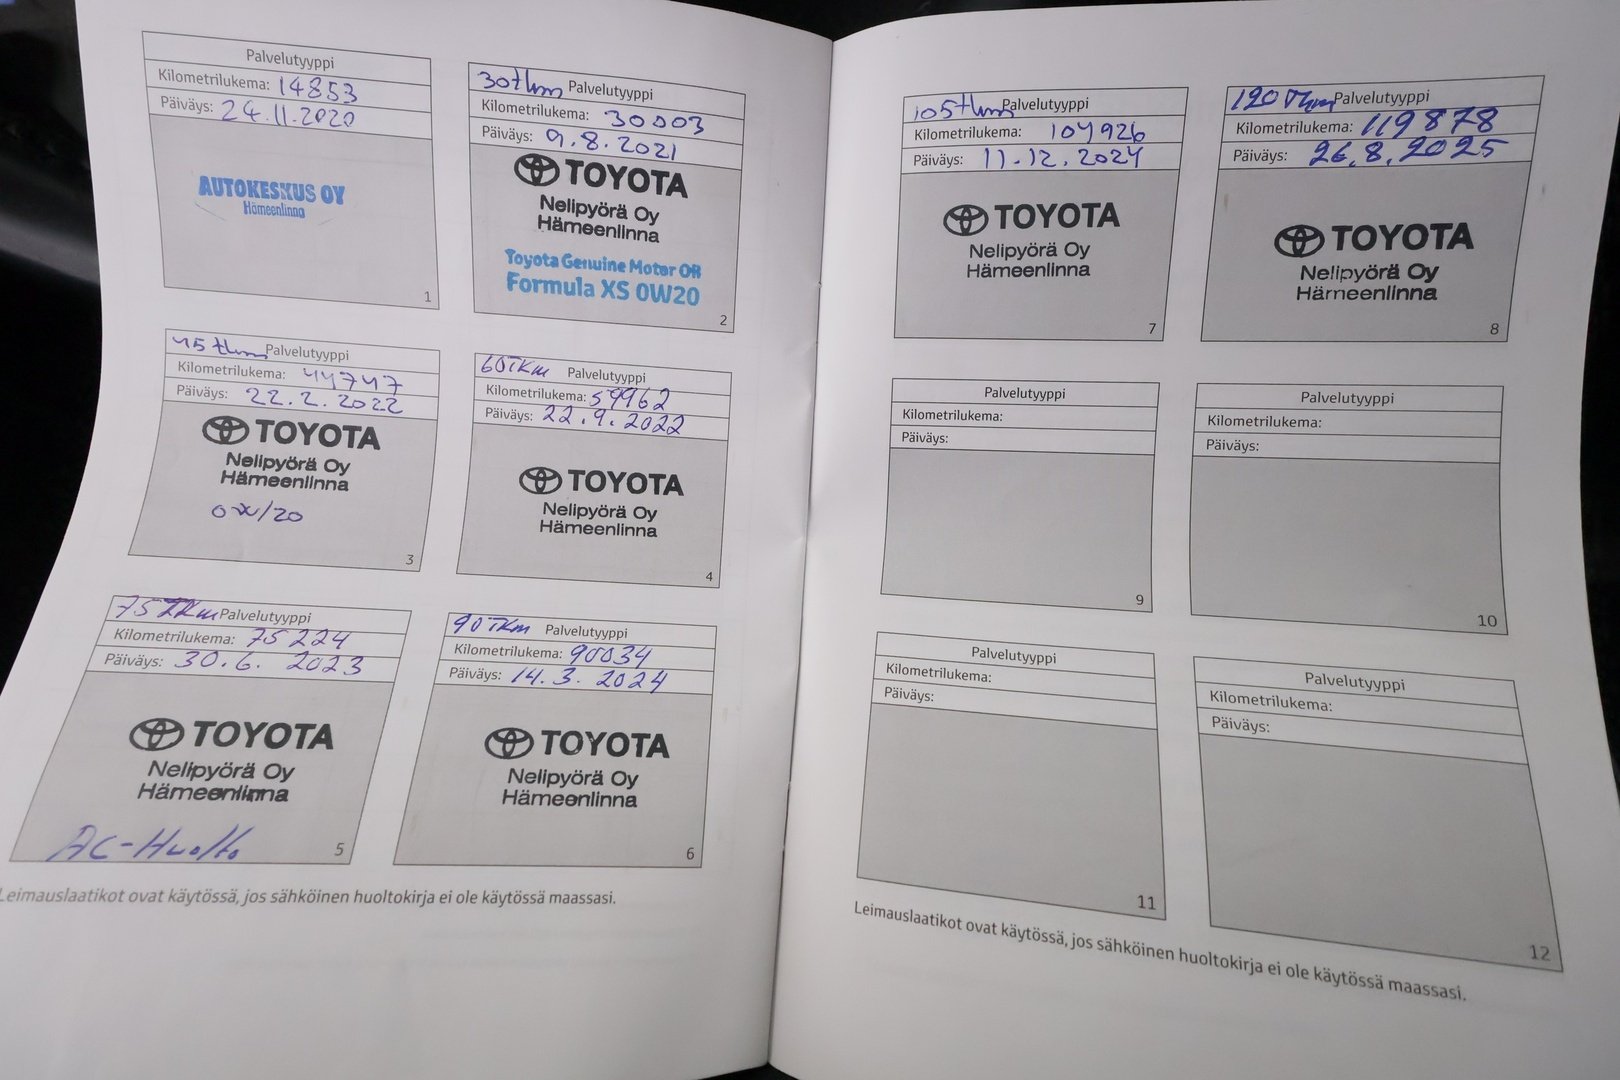 Palvelutyyppi
Kilometrilukema: 14853
Päiväys: 24.11.2020
AUTOKESKUS OY
Hämeenlinna
1
30tkm Palvelutyyppi
Kilometrilukema: 30003
Päiväys: 9.8.2021
TOYOTA
Nelipyörä Oy
Hämeenlinna
Toyota Genuine Motor Oil
Formula XS 0W20
2
45tkm Palvelutyyppi
Kilometrilukema: 44747
Päiväys: 22.2.2022
TOYOTA
Nelipyörä Oy
Hämeenlinna
0W/20
3
60TKm Palvelutyyppi
Kilometrilukema: 59962
Päiväys: 22.9.2022
TOYOTA
Nelipyörä Oy
Hämeenlinna
4
75TKm Palvelutyyppi
Kilometrilukema: 75224
Päiväys: 30.6. 2023
TOYOTA
Nelipyörä Oy
Hämeenlinna
AC-Huolto
5
90TKm Palvelutyyppi
Kilometrilukema: 90034
Päiväys: 14.3. 2024
TOYOTA
Nelipyörä Oy
Hämeenlinna
6
Leimauslaatikot ovat käytössä, jos sähköinen huoltokirja ei ole käytössä maassasi.
105tkm Palvelutyyppi
Kilometrilukema: 104926
Päiväys: 11.12.2024
TOYOTA
Nelipyörä Oy
Hämeenlinna
7
120Tkm Palvelutyyppi
Kilometrilukema: 119878
Päiväys: 26.8.2025
TOYOTA
Nelipyörä Oy
Hämeenlinna
8
Palvelutyyppi
Kilometrilukema:
Päiväys:
9
Palvelutyyppi
Kilometrilukema:
Päiväys:
10
Palvelutyyppi
Kilometrilukema:
Päiväys:
11
Palvelutyyppi
Kilometrilukema:
Päiväys:
12
Leimauslaatikot ovat käytössä, jos sähköinen huoltokirja ei ole käytössä maassasi.